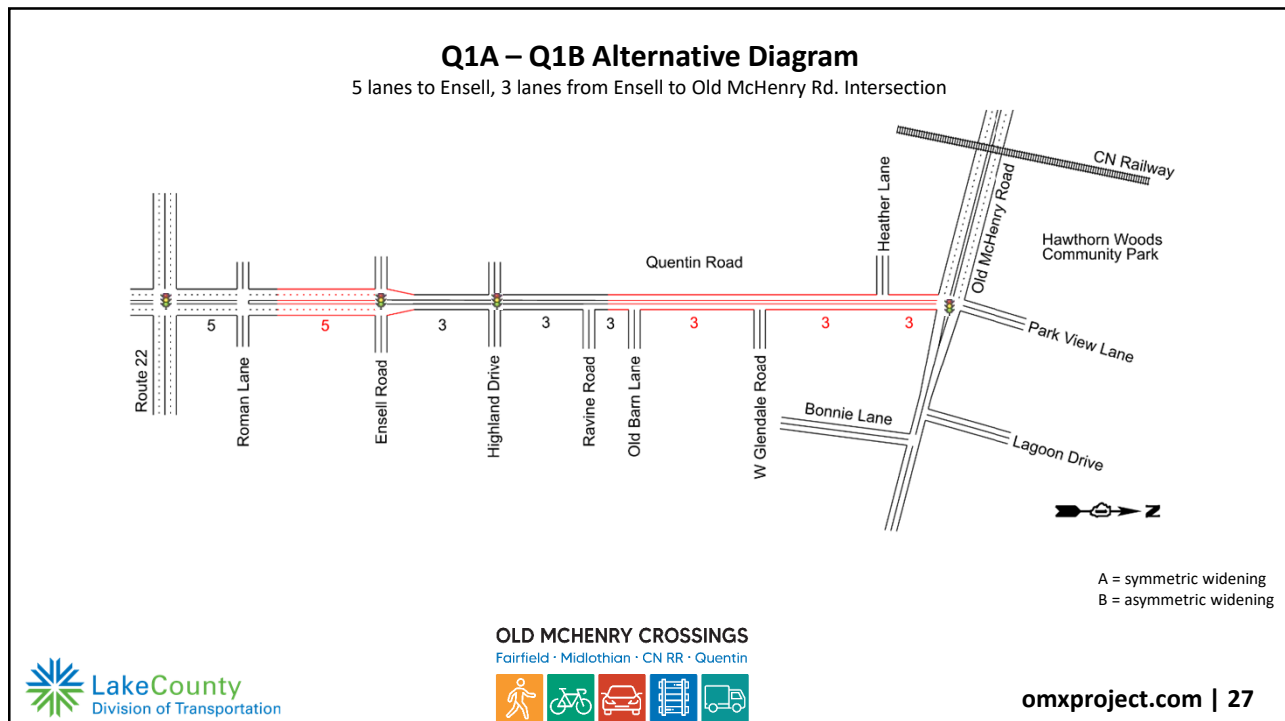 Q1A – Q1B Alternative Diagram
5 lanes to Ensell, 3 lanes from Ensell to Old McHenry Rd. Intersection
CN Railway
Old McHenry Road
Hawthorn Woods
Community Park
Heather Lane
Quentin Road
5
5
3
3
3
3
3
3
Park View Lane
Route 22
Roman Lane
Ensell Road
Highland Drive
Ravine Road
Old Barn Lane
W Glendale Road
Bonnie Lane
Lagoon Drive
N
A = symmetric widening
B = asymmetric widening
OLD MCHENRY CROSSINGS
Fairfield · Midlothian · CN RR · Quentin
LakeCounty
Division of Transportation
omxproject.com | 27